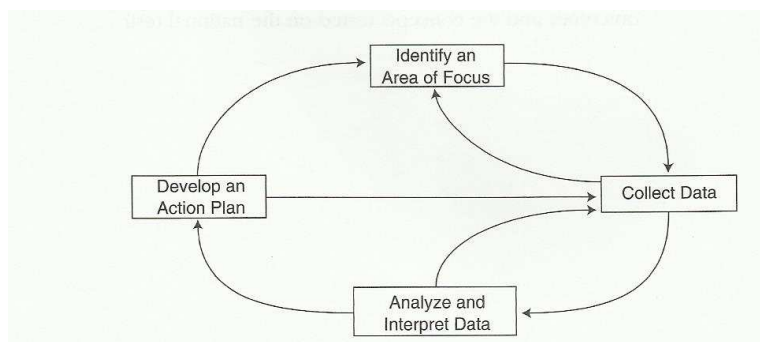 Identify an
Area of Focus
Develop an
Action Plan
Collect Data
Analyze and
Interpret Data